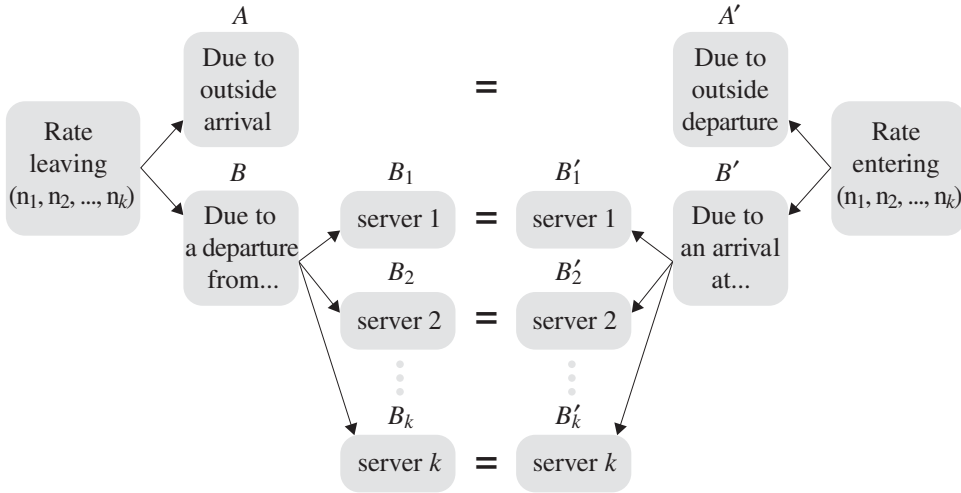 A
A′
Due to
outside
arrival
=
Due to
outside
departure
Rate
leaving
(n₁, n₂, ..., nₖ)
Rate
entering
(n₁, n₂, ..., nₖ)
B
B₁
B′₁
B′
Due to
a departure
from...
server 1
=
server 1
Due to
an arrival
at...
B₂
B′₂
server 2
=
server 2
Bₖ
B′ₖ
server k
=
server k